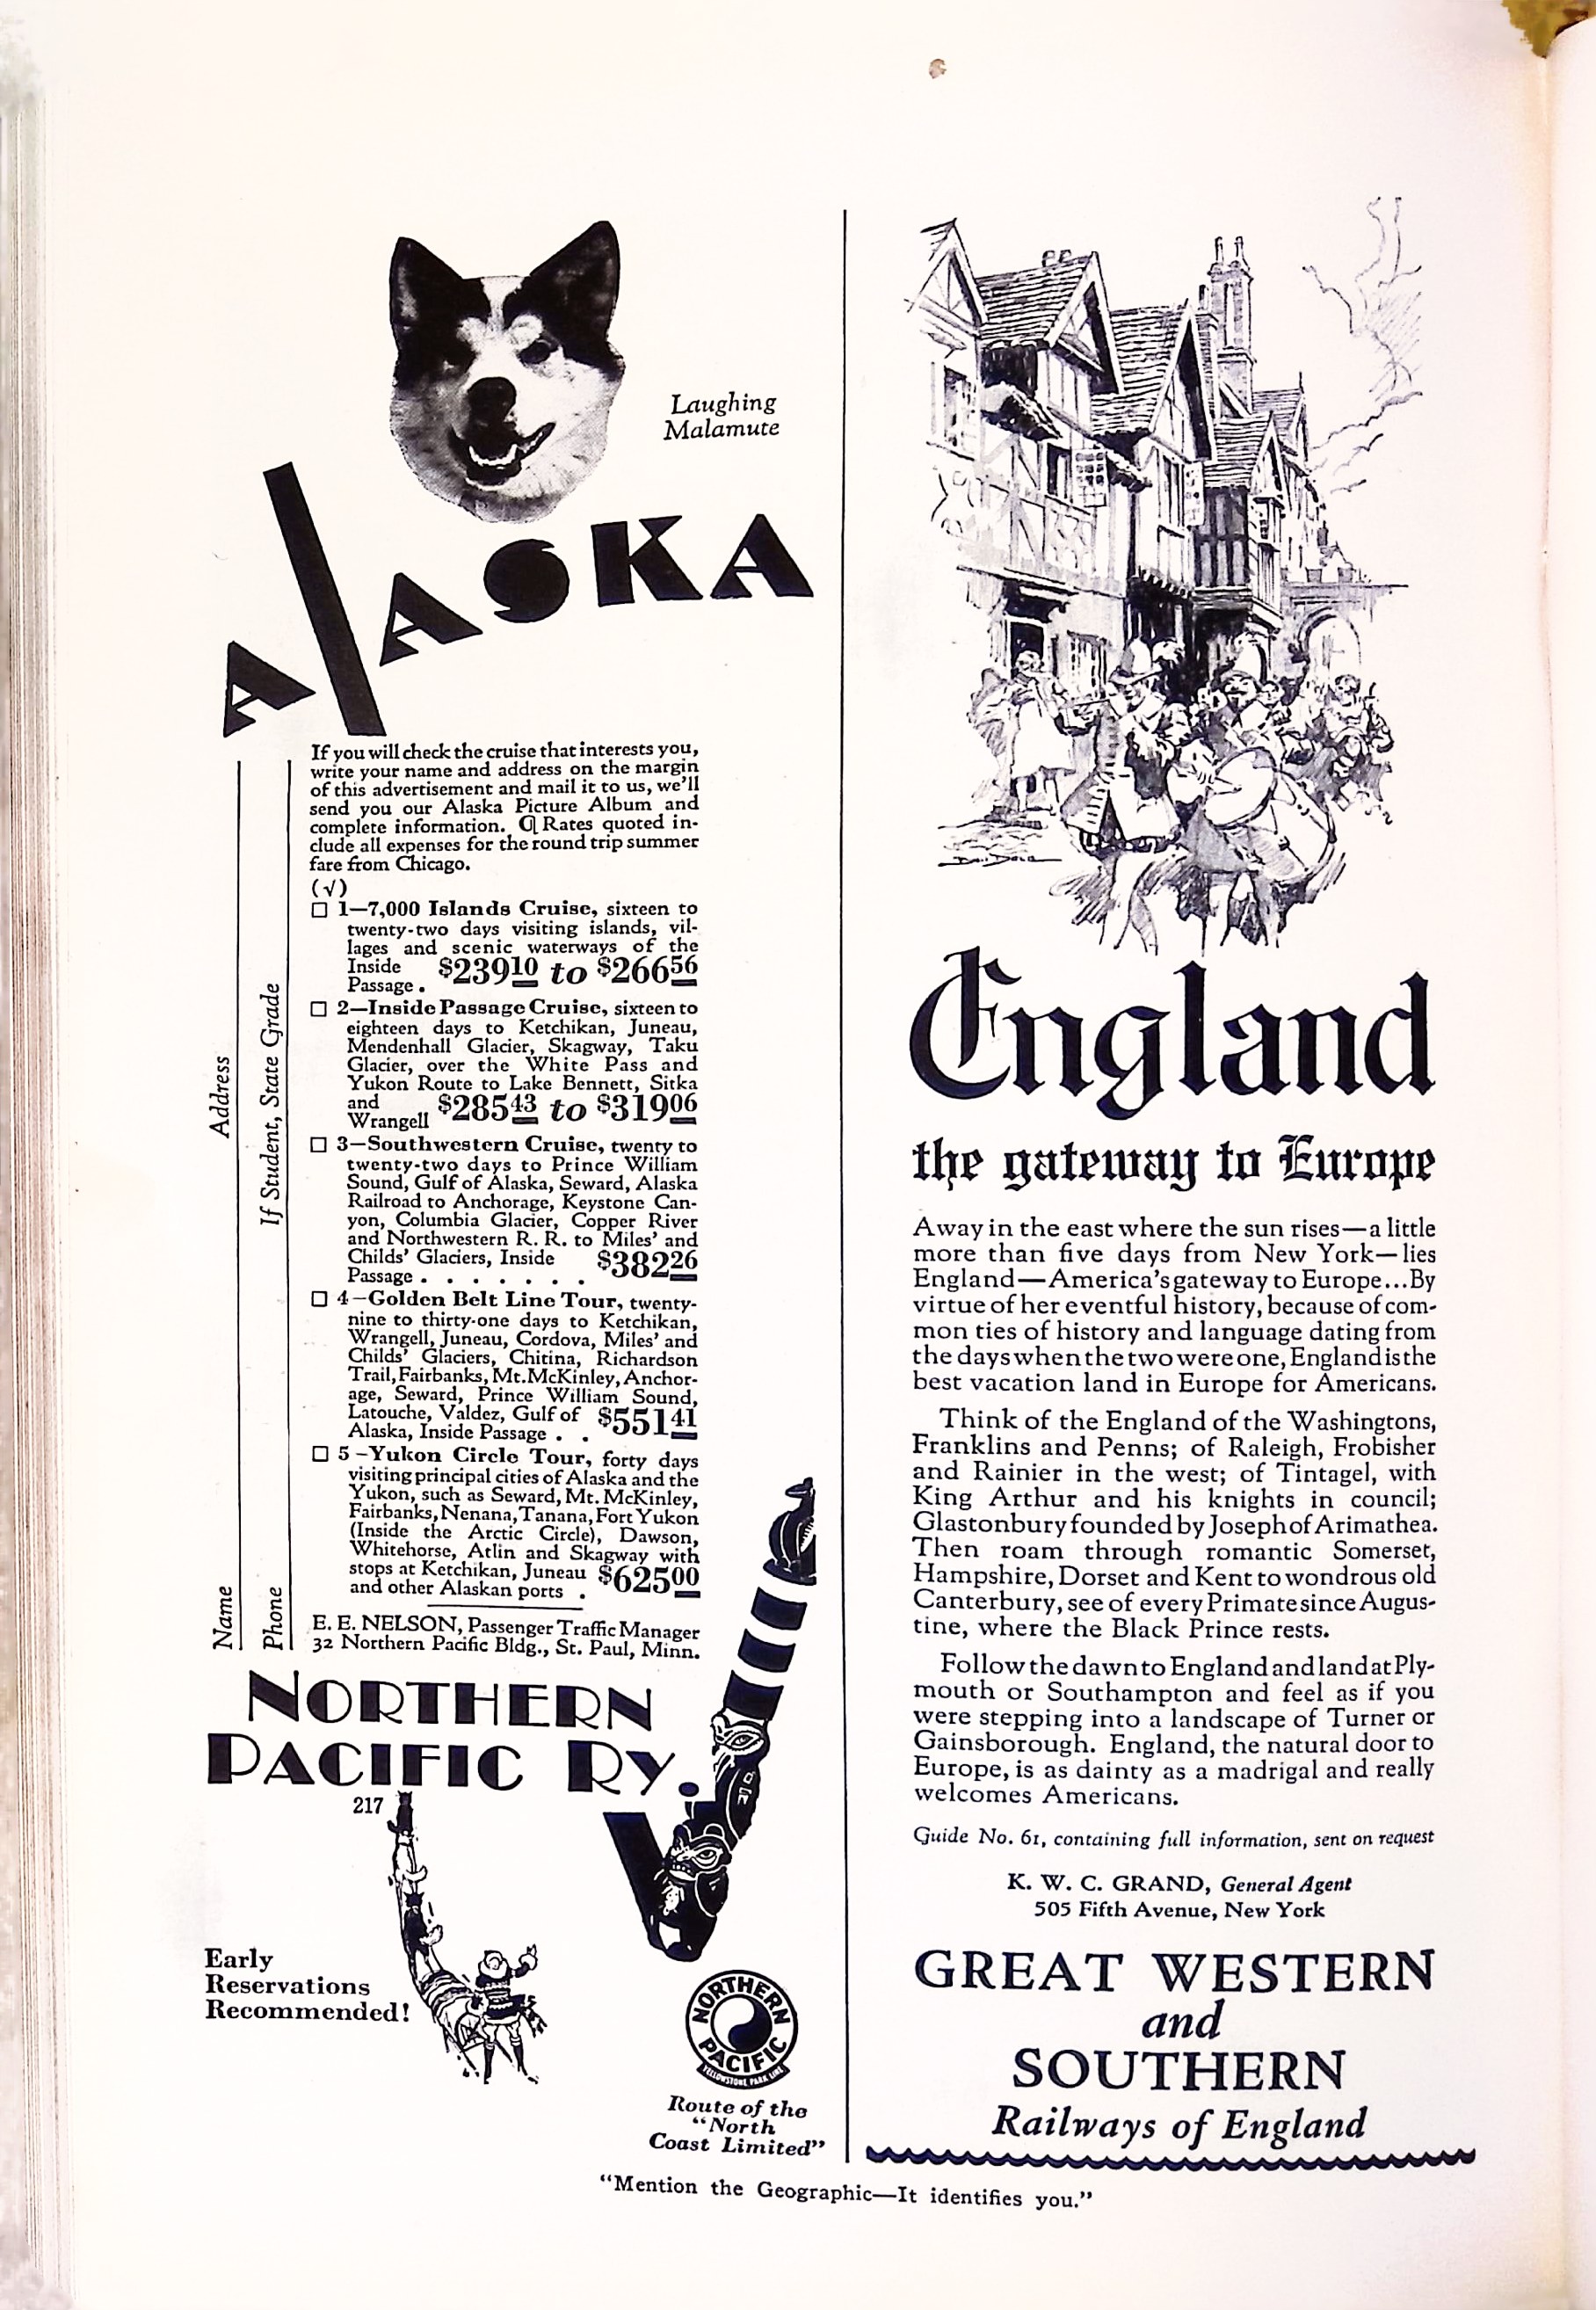 Laughing
Malamute
ALASKA
If you will check the cruise that interests you,
write your name and address on the margin
of this advertisement and mail it to us, we'll
send you our Alaska Picture Album and
complete information. ¶ Rates quoted in-
clude all expenses for the round trip summer
fare from Chicago.
(√)
☐ 1—7,000 Islands Cruise, sixteen to
twenty-two days visiting islands, vil-
lages and scenic waterways of the
Inside Passage . $239 10 to $266 56
☐ 2—Inside Passage Cruise, sixteen to
eighteen days to Ketchikan, Juneau,
Mendenhall Glacier, Skagway, Taku
Glacier, over the White Pass and
Yukon Route to Lake Bennett, Sitka
and Wrangell $285 43 to $319 06
☐ 3—Southwestern Cruise, twenty to
twenty-two days to Prince William
Sound, Gulf of Alaska, Seward, Alaska
Railroad to Anchorage, Keystone Can-
yon, Columbia Glacier, Copper River
and Northwestern R. R. to Miles' and
Childs' Glaciers, Inside
Passage . . . . . . . $382 26
☐ 4—Golden Belt Line Tour, twenty-
nine to thirty-one days to Ketchikan,
Wrangell, Juneau, Cordova, Miles' and
Childs' Glaciers, Chitina, Richardson
Trail, Fairbanks, Mt. McKinley, Anchor-
age, Seward, Prince William Sound,
Latouche, Valdez, Gulf of
Alaska, Inside Passage . . $551 41
☐ 5—Yukon Circle Tour, forty days
visiting principal cities of Alaska and the
Yukon, such as Seward, Mt. McKinley,
Fairbanks, Nenana, Tanana, Fort Yukon
(Inside the Arctic Circle), Dawson,
Whitehorse, Atlin and Skagway with
stops at Ketchikan, Juneau
and other Alaskan ports . $625 00
E. E. NELSON, Passenger Traffic Manager
32 Northern Pacific Bldg., St. Paul, Minn.
Name Address
Phone If Student, State Grade
NORTHERN
PACIFIC RY.
217
Early
Reservations
Recommended!
NORTHERN
PACIFIC
YELLOWSTONE PARK LINE
Route of the
"North
Coast Limited"
England
the gateway to Europe
Away in the east where the sun rises—a little
more than five days from New York—lies
England—America's gateway to Europe...By
virtue of her eventful history, because of com-
mon ties of history and language dating from
the days when the two were one, England is the
best vacation land in Europe for Americans.
Think of the England of the Washingtons,
Franklins and Penns; of Raleigh, Frobisher
and Rainier in the west; of Tintagel, with
King Arthur and his knights in council;
Glastonbury founded by Joseph of Arimathea.
Then roam through romantic Somerset,
Hampshire, Dorset and Kent to wondrous old
Canterbury, see of every Primate since Augus-
tine, where the Black Prince rests.
Follow the dawn to England and land at Ply-
mouth or Southampton and feel as if you
were stepping into a landscape of Turner or
Gainsborough. England, the natural door to
Europe, is as dainty as a madrigal and really
welcomes Americans.
Guide No. 61, containing full information, sent on request
K. W. C. GRAND, General Agent
505 Fifth Avenue, New York
GREAT WESTERN
and
SOUTHERN
Railways of England
"Mention the Geographic—It identifies you."